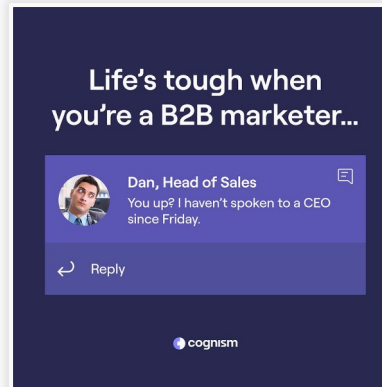 Life’s tough when
you’re a B2B marketer...
Dan, Head of Sales
You up? I haven’t spoken to a CEO
since Friday.
Reply
cognism